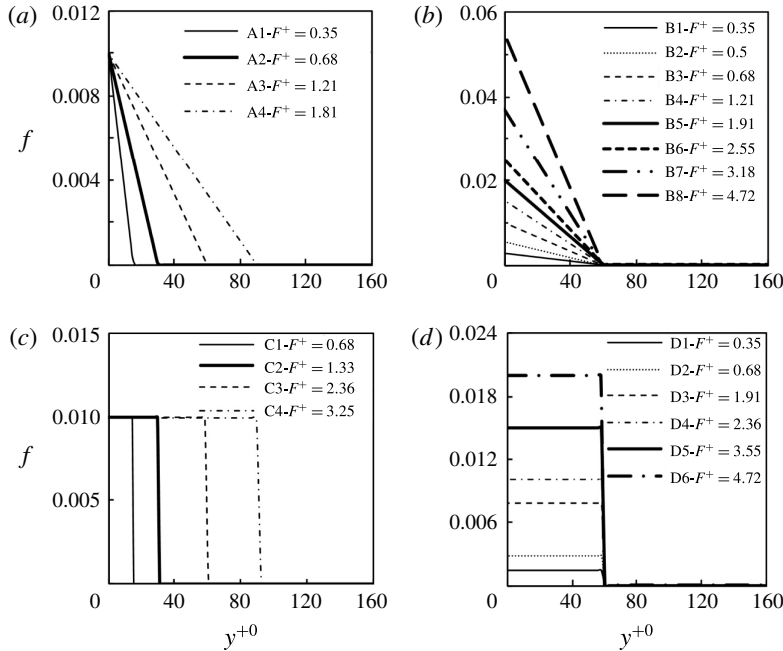 (a)
0.012
0.008
f
0.004
0
40
80
120
160
A1-F+ = 0.35
A2-F+ = 0.68
A3-F+ = 1.21
A4-F+ = 1.81
(b)
0.06
0.04
0.02
0
40
80
120
160
B1-F+ = 0.35
B2-F+ = 0.5
B3-F+ = 0.68
B4-F+ = 1.21
B5-F+ = 1.91
B6-F+ = 2.55
B7-F+ = 3.18
B8-F+ = 4.72
(c)
0.015
0.010
f
0.005
0
40
80
120
160
y+0
C1-F+ = 0.68
C2-F+ = 1.33
C3-F+ = 2.36
C4-F+ = 3.25
(d)
0.024
0.018
0.012
0.006
0
40
80
120
160
y+0
D1-F+ = 0.35
D2-F+ = 0.68
D3-F+ = 1.91
D4-F+ = 2.36
D5-F+ = 3.55
D6-F+ = 4.72